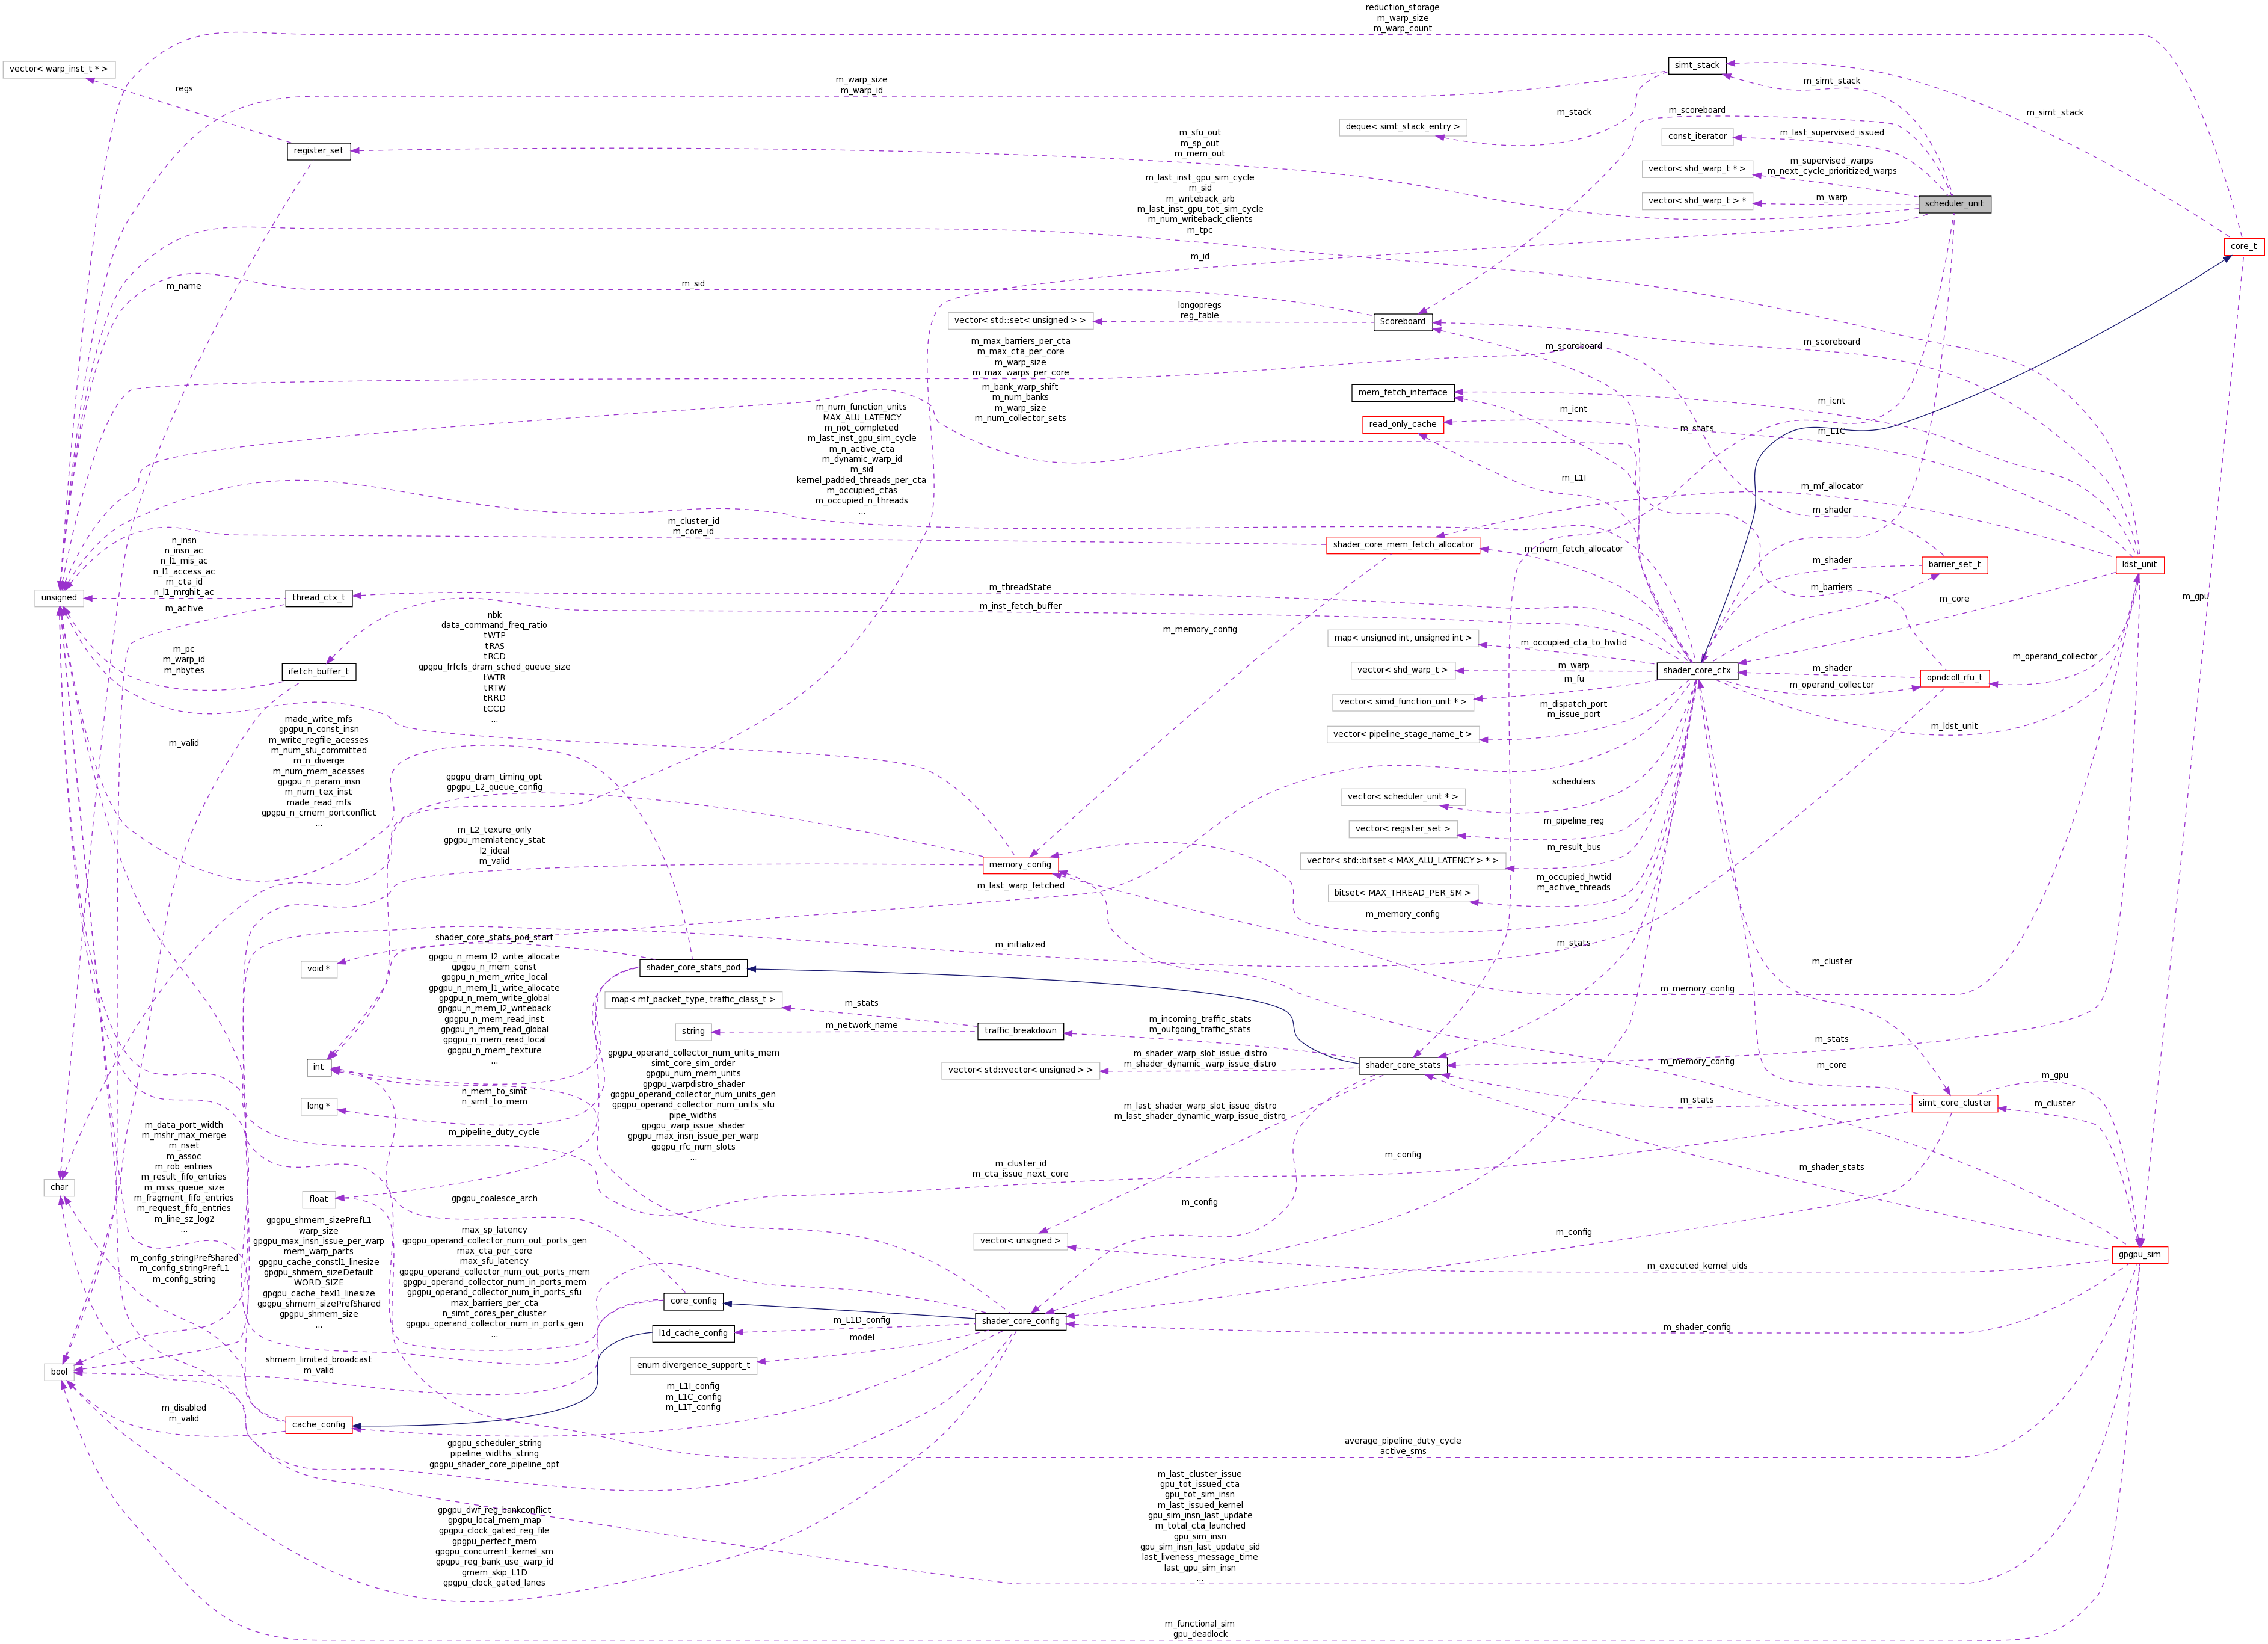 reduction_storage
m_warp_size
m_warp_count
vector< warp_inst_t * >
simt_stack
m_simt_stack
m_warp_size
m_warp_id
regs
m_stack
m_scoreboard
m_simt_stack
deque< simt_stack_entry >
const_iterator
m_last_supervised_issued
register_set
m_sfu_out
m_sp_out
m_mem_out
vector< shd_warp_t * >
m_supervised_warps
m_next_cycle_prioritized_warps
m_last_inst_gpu_sim_cycle
m_sid
m_writeback_arb
m_last_inst_gpu_tot_sim_cycle
m_num_writeback_clients
m_tpc
vector< shd_warp_t > *
m_warp
scheduler_unit
core_t
m_id
m_name
m_sid
vector< std::set< unsigned > >
longopregs
reg_table
Scoreboard
m_scoreboard
m_scoreboard
m_max_barriers_per_cta
m_max_cta_per_core
m_warp_size
m_max_warps_per_core
m_bank_warp_shift
m_num_banks
m_warp_size
m_num_collector_sets
mem_fetch_interface
m_icnt
m_icnt
read_only_cache
m_stats
m_L1C
m_num_function_units
MAX_ALU_LATENCY
m_not_completed
m_last_inst_gpu_sim_cycle
m_n_active_cta
m_dynamic_warp_id
m_sid
kernel_padded_threads_per_cta
m_occupied_ctas
m_occupied_n_threads
...
m_L1I
m_mf_allocator
m_shader
m_cluster_id
m_core_id
shader_core_mem_fetch_allocator
m_mem_fetch_allocator
m_shader
barrier_set_t
ldst_unit
n_insn
n_insn_ac
n_l1_mis_ac
n_l1_access_ac
m_cta_id
n_l1_mrghit_ac
unsigned
thread_ctx_t
m_threadState
m_barriers
m_core
m_gpu
m_active
m_inst_fetch_buffer
nbk
data_command_freq_ratio
tWTP
tRAS
tRCD
gpgpu_frfcfs_dram_sched_queue_size
tWTR
tRTW
tRRD
tCCD
...
m_memory_config
map< unsigned int, unsigned int >
m_occupied_cta_to_hwtid
m_pc
m_warp_id
m_nbytes
ifetch_buffer_t
vector< shd_warp_t >
m_warp
shader_core_ctx
m_shader
opndcoll_rfu_t
m_operand_collector
m_operand_collector
vector< simd_function_unit * >
m_fu
m_dispatch_port
m_issue_port
m_ldst_unit
vector< pipeline_stage_name_t >
made_write_mfs
gpgpu_n_const_insn
m_write_regfile_acesses
m_num_sfu_committed
m_n_diverge
m_num_mem_acesses
gpgpu_n_param_insn
m_num_tex_inst
made_read_mfs
gpgpu_n_cmem_portconflict
...
m_valid
gpgpu_dram_timing_opt
gpgpu_L2_queue_config
schedulers
vector< scheduler_unit * >
vector< register_set >
m_pipeline_reg
m_L2_texure_only
gpgpu_memlatency_stat
l2_ideal
m_valid
memory_config
m_result_bus
vector< std::bitset< MAX_ALU_LATENCY > * >
m_last_warp_fetched
bitset< MAX_THREAD_PER_SM >
m_occupied_hwtid
m_active_threads
m_memory_config
shader_core_stats_pod_start
m_initialized
m_stats
void *
shader_core_stats_pod
gpgpu_n_mem_l2_write_allocate
gpgpu_n_mem_const
gpgpu_n_mem_write_local
gpgpu_n_mem_l1_write_allocate
gpgpu_n_mem_write_global
gpgpu_n_mem_l2_writeback
gpgpu_n_mem_read_inst
gpgpu_n_mem_read_global
gpgpu_n_mem_read_local
gpgpu_n_mem_texture
...
m_cluster
m_memory_config
map< mf_packet_type, traffic_class_t >
m_stats
string
m_network_name
traffic_breakdown
m_incoming_traffic_stats
m_outgoing_traffic_stats
m_stats
int
gpgpu_operand_collector_num_units_mem
simt_core_sim_order
gpgpu_num_mem_units
gpgpu_warpdistro_shader
gpgpu_operand_collector_num_units_gen
gpgpu_operand_collector_num_units_sfu
pipe_widths
gpgpu_warp_issue_shader
gpgpu_max_insn_issue_per_warp
gpgpu_rfc_num_slots
...
vector< std::vector< unsigned > >
m_shader_warp_slot_issue_distro
m_shader_dynamic_warp_issue_distro
shader_core_stats
m_memory_config
m_core
m_gpu
n_mem_to_simt
n_simt_to_mem
long *
m_last_shader_warp_slot_issue_distro
m_last_shader_dynamic_warp_issue_distro
m_stats
simt_core_cluster
m_cluster
m_pipeline_duty_cycle
m_data_port_width
m_mshr_max_merge
m_nset
m_assoc
m_rob_entries
m_result_fifo_entries
m_miss_queue_size
m_fragment_fifo_entries
m_request_fifo_entries
m_line_sz_log2
...
m_cluster_id
m_cta_issue_next_core
m_config
m_shader_stats
char
float
gpgpu_coalesce_arch
m_config
gpgpu_shmem_sizePrefL1
warp_size
gpgpu_max_insn_issue_per_warp
mem_warp_parts
gpgpu_cache_constl1_linesize
gpgpu_shmem_sizeDefault
WORD_SIZE
gpgpu_cache_texl1_linesize
gpgpu_shmem_sizePrefShared
gpgpu_shmem_size
...
max_sp_latency
gpgpu_operand_collector_num_out_ports_gen
max_cta_per_core
max_sfu_latency
gpgpu_operand_collector_num_out_ports_mem
gpgpu_operand_collector_num_in_ports_mem
gpgpu_operand_collector_num_in_ports_sfu
max_barriers_per_cta
n_simt_cores_per_cluster
gpgpu_operand_collector_num_in_ports_gen
...
vector< unsigned >
m_config
m_executed_kernel_uids
gpgpu_sim
m_config_stringPrefShared
m_config_stringPrefL1
m_config_string
core_config
shader_core_config
m_shader_config
m_L1D_config
l1d_cache_config
model
enum divergence_support_t
bool
shmem_limited_broadcast
m_valid
m_L1I_config
m_L1C_config
m_L1T_config
m_disabled
m_valid
cache_config
gpgpu_scheduler_string
pipeline_widths_string
gpgpu_shader_core_pipeline_opt
average_pipeline_duty_cycle
active_sms
m_last_cluster_issue
gpu_tot_issued_cta
gpu_tot_sim_insn
m_last_issued_kernel
gpu_sim_insn_last_update
m_total_cta_launched
gpu_sim_insn
gpu_sim_insn_last_update_sid
last_liveness_message_time
last_gpu_sim_insn
...
gpgpu_dwf_reg_bankconflict
gpgpu_local_mem_map
gpgpu_clock_gated_reg_file
gpgpu_perfect_mem
gpgpu_concurrent_kernel_sm
gpgpu_reg_bank_use_warp_id
gmem_skip_L1D
gpgpu_clock_gated_lanes
m_functional_sim
gpu_deadlock